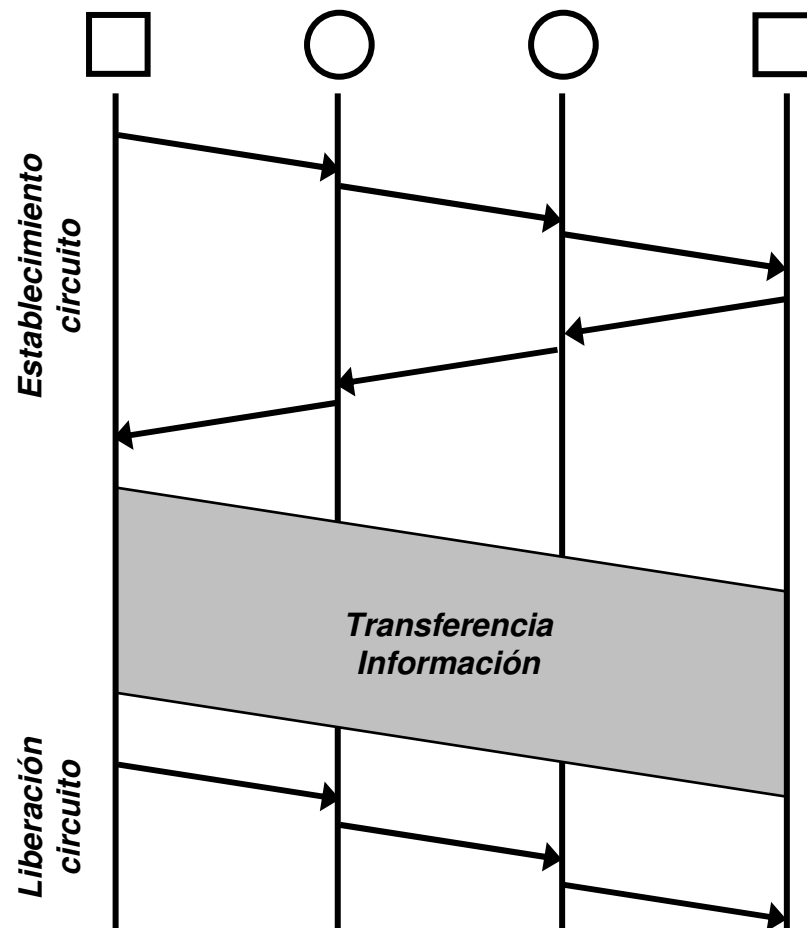 Establecimiento
circuito
Transferencia
Información
Liberación
circuito